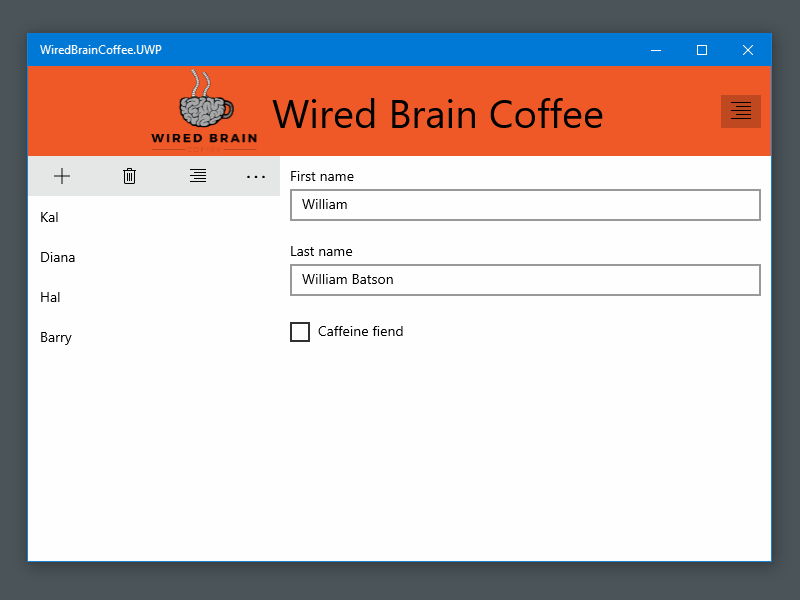 WiredBrainCoffee.UWP
WIRED BRAIN
Wired Brain Coffee
Kal
Diana
Hal
Barry
First name
William
Last name
William Batson
Caffeine fiend